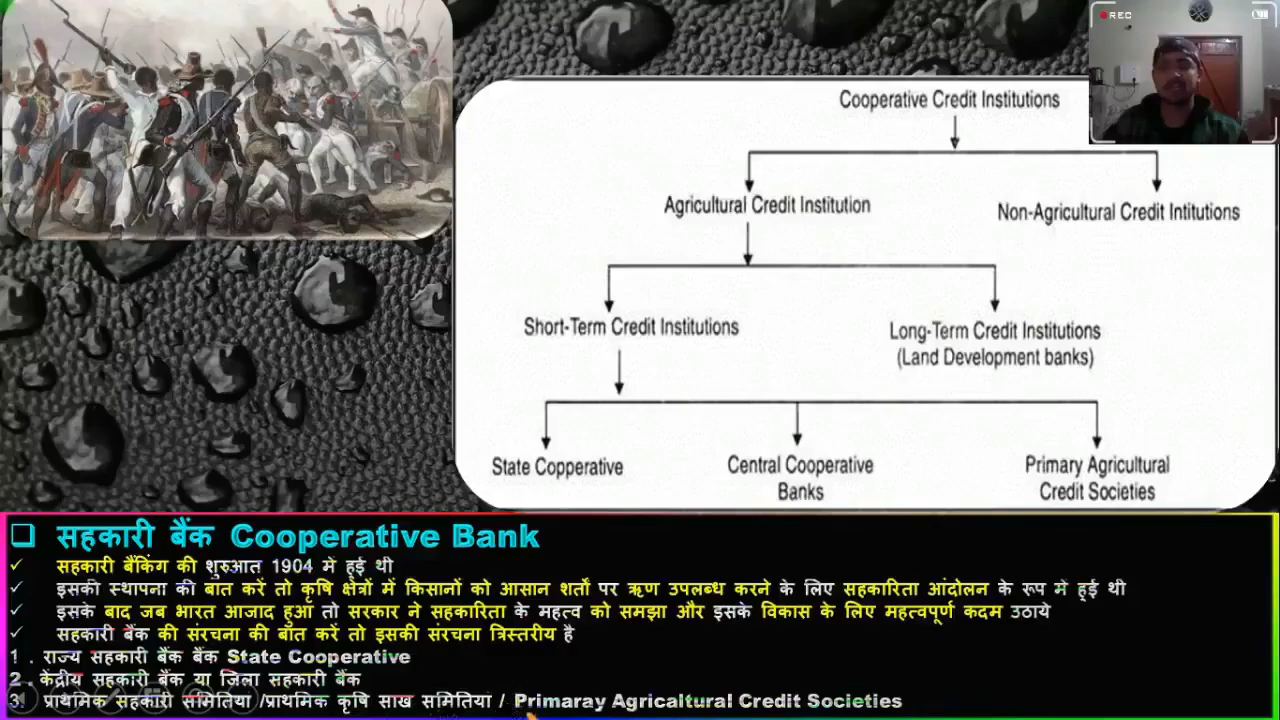 REC
Cooperative Credit Institutions
Agricultural Credit Institution
Non-Agricultural Credit Intitutions
Short-Term Credit Institutions
Long-Term Credit Institutions
(Land Development banks)
State Copperative
Central Cooperative
Banks
Primary Agricultural
Credit Societies
सहकारी बैंक Cooperative Bank
सहकारी बैंकिंग की शुरुआत 1904 में हुई थी
इसकी स्थापना की बात करें तो कृषि क्षेत्रों में किसानों को आसान शर्तों पर ऋण उपलब्ध करने के लिए सहकारिता आंदोलन के रूप में हुई थी
इसके बाद जब भारत आजाद हुआ तो सरकार ने सहकारिता के महत्व को समझा और इसके विकास के लिए महत्वपूर्ण कदम उठाये
सहकारी बैंक की संरचना की बात करें तो इसकी संरचना त्रिस्तरीय है
1 . राज्य सहकारी बैंक बैंक State Cooperative
2 . केंद्रीय सहकारी बैंक या जिला सहकारी बैंक
3. प्राथमिक सहकारी समितिया /प्राथमिक कृषि साख समितिया / Primaray Agricaltural Credit Societies